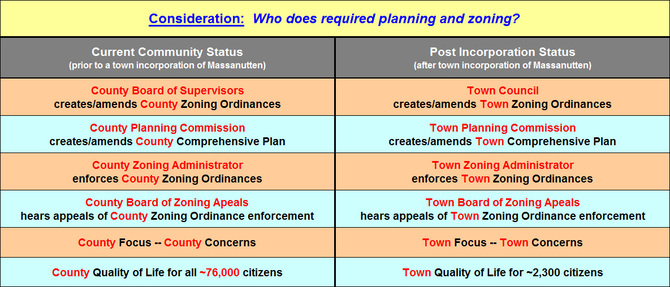 Consideration: Who does required planning and zoning?
Current Community Status
(prior to a town incorporation of Massanutten)
Post Incorporation Status
(after town incorporation of Massanutten)
County Board of Supervisors
creates/amends County Zoning Ordinances
Town Council
creates/amends Town Zoning Ordinances
County Planning Commission
creates/amends County Comprehensive Plan
Town Planning Commission
creates/amends Town Comprehensive Plan
County Zoning Administrator
enforces County Zoning Ordinances
Town Zoning Administrator
enforces Town Zoning Ordinances
County Board of Zoning Apeals
hears appeals of County Zoning Ordinance enforcement
Town Board of Zoning Apeals
hears appeals of Town Zoning Ordinance enforcement
County Focus -- County Concerns
Town Focus -- Town Concerns
County Quality of Life for all ~76,000 citizens
Town Quality of Life for ~2,300 citizens